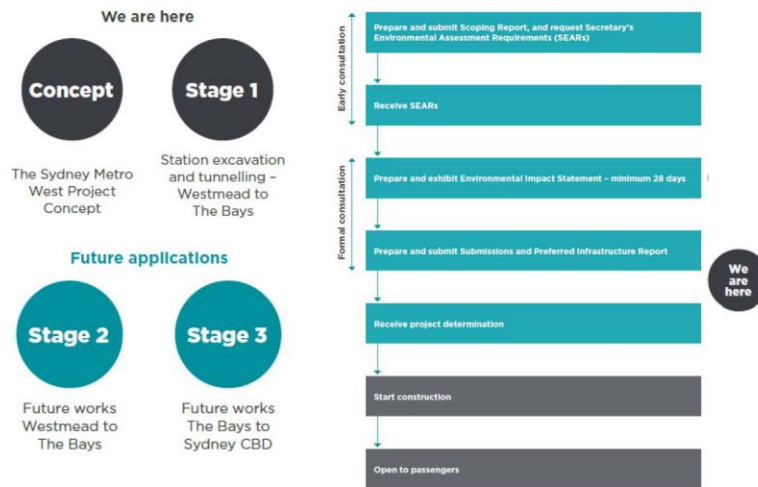 We are here
Concept
Stage 1
The Sydney Metro
West Project
Concept
Station excavation
and tunnelling –
Westmead to
The Bays
Future applications
Stage 2
Stage 3
Future works
Westmead to
The Bays
Future works
The Bays to
Sydney CBD
Early consultation
Prepare and submit Scoping Report, and request Secretary's
Environmental Assessment Requirements (SEARs)
Receive SEARs
Formal consultation
Prepare and exhibit Environmental Impact Statement – minimum 28 days
Prepare and submit Submissions and Preferred Infrastructure Report
We
are
here
Receive project determination
Start construction
Open to passengers